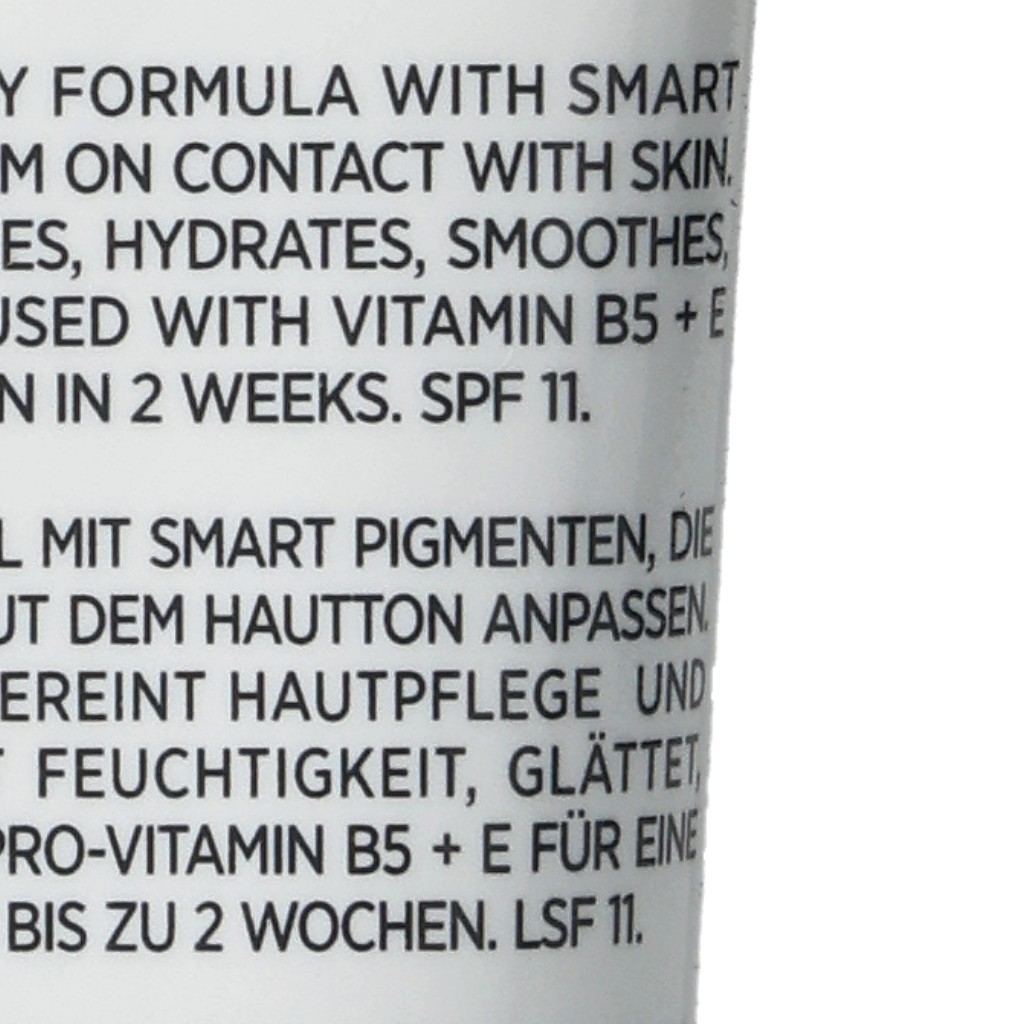 Y FORMULA WITH SMART
M ON CONTACT WITH SKIN.
ES, HYDRATES, SMOOTHES,
USED WITH VITAMIN B5 + E
N IN 2 WEEKS. SPF 11.
L MIT SMART PIGMENTEN, DIE
UT DEM HAUTTON ANPASSEN.
EREINT HAUTPFLEGE UND
T FEUCHTIGKEIT, GLÄTTET,
PRO-VITAMIN B5 + E FÜR EINE
BIS ZU 2 WOCHEN. LSF 11.